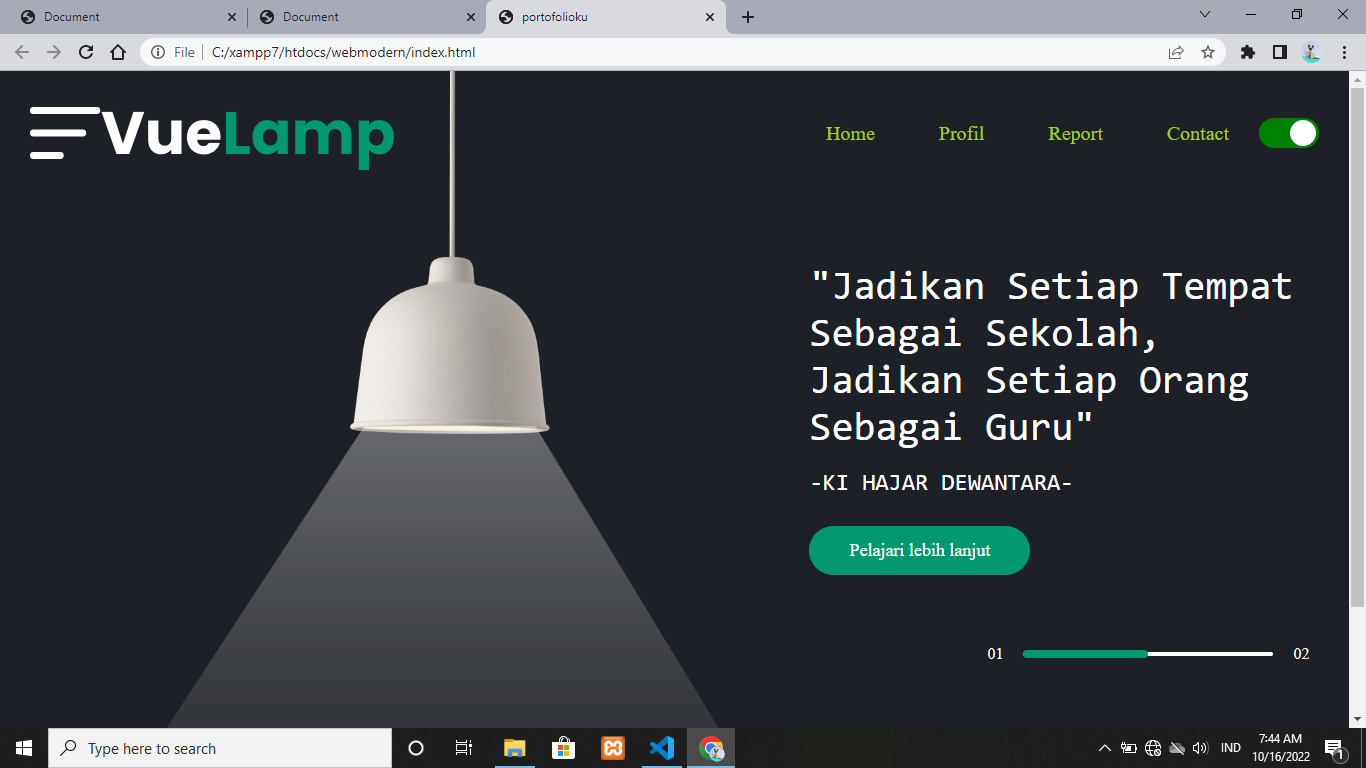 Document
Document
portofolioku
File
C:/xampp7/htdocs/webmodern/index.html
VueLamp
Home
Profil
Report
Contact
"Jadikan Setiap Tempat
Sebagai Sekolah,
Jadikan Setiap Orang
Sebagai Guru"
-KI HAJAR DEWANTARA-
Pelajari lebih lanjut
01
02
Type here to search
IND
7:44 AM
10/16/2022
1